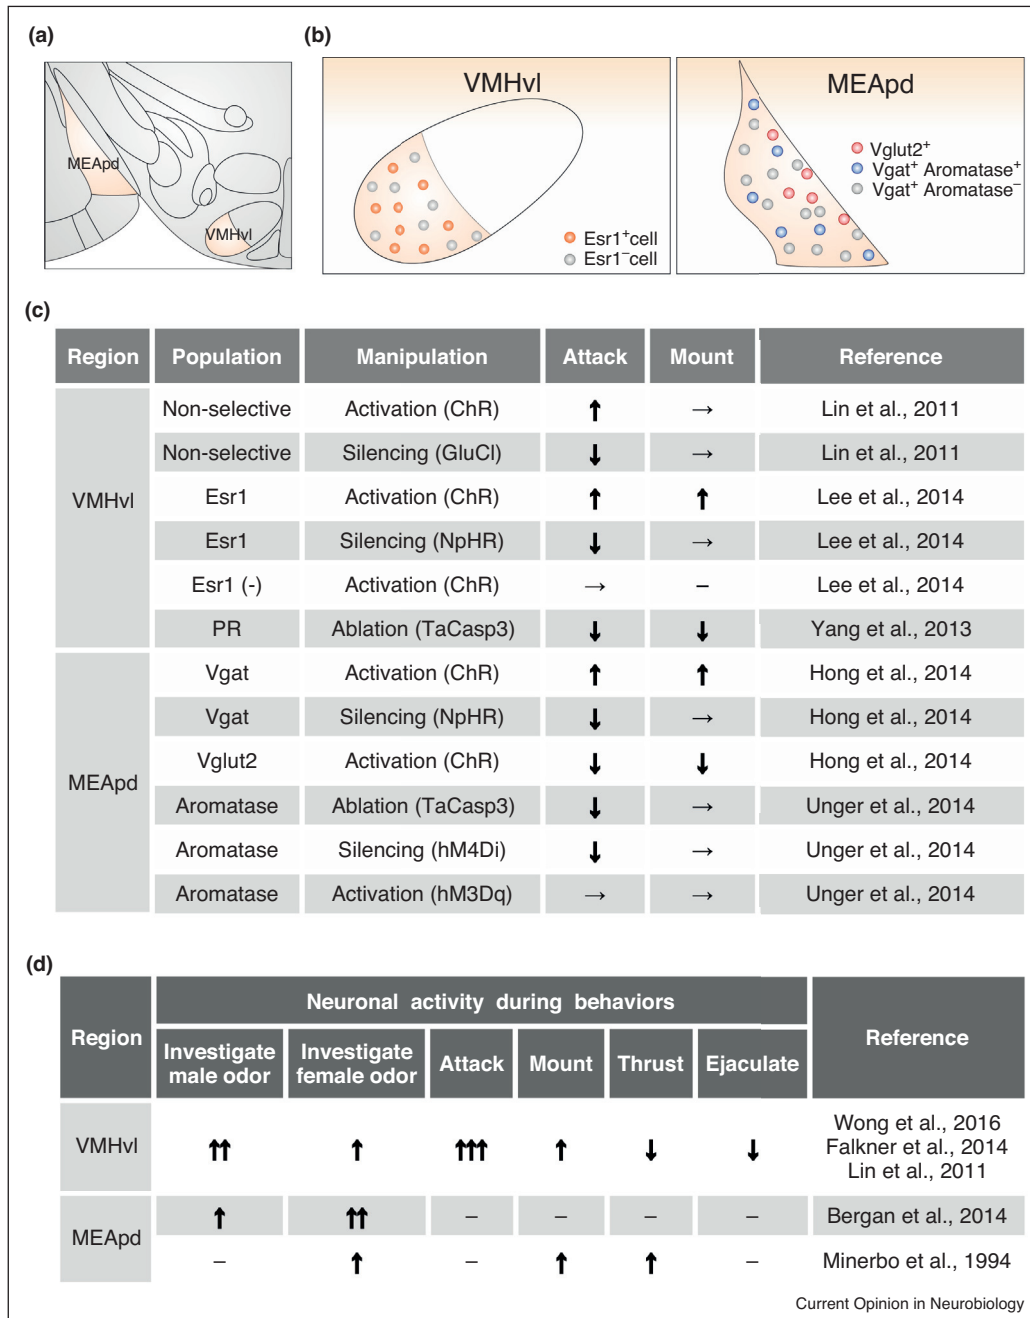 (a)
MEApd
VMHvl
(b)
VMHvl
Esr1⁺cell
Esr1⁻cell
MEApd
Vglut2⁺
Vgat⁺ Aromatase⁺
Vgat⁺ Aromatase⁻
(c)
Region Population Manipulation Attack Mount Reference
VMHvl
Non-selective Activation (ChR) ↑ → Lin et al., 2011
Non-selective Silencing (GluCl) ↓ → Lin et al., 2011
Esr1 Activation (ChR) ↑ ↑ Lee et al., 2014
Esr1 Silencing (NpHR) ↓ → Lee et al., 2014
Esr1 (-) Activation (ChR) → – Lee et al., 2014
PR Ablation (TaCasp3) ↓ ↓ Yang et al., 2013
MEApd
Vgat Activation (ChR) ↑ ↑ Hong et al., 2014
Vgat Silencing (NpHR) ↓ → Hong et al., 2014
Vglut2 Activation (ChR) ↓ ↓ Hong et al., 2014
Aromatase Ablation (TaCasp3) ↓ → Unger et al., 2014
Aromatase Silencing (hM4Di) ↓ → Unger et al., 2014
Aromatase Activation (hM3Dq) → → Unger et al., 2014
(d)
Region
Neuronal activity during behaviors
Reference
Investigate male odor
Investigate female odor
Attack Mount Thrust Ejaculate
VMHvl ↑↑ ↑ ↑↑↑ ↑ ↓ ↓
Wong et al., 2016
Falkner et al., 2014
Lin et al., 2011
MEApd
↑ ↑↑ – – – – Bergan et al., 2014
– ↑ – ↑ ↑ – Minerbo et al., 1994
Current Opinion in Neurobiology